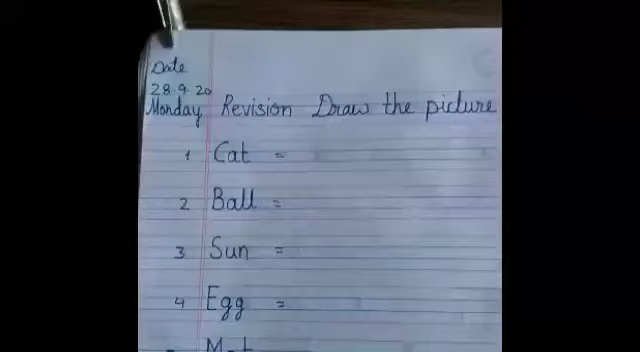 Date
28.9.20
Monday Revision Draw the picture
1 Cat =
2 Ball =
3 Sun =
4 Egg =